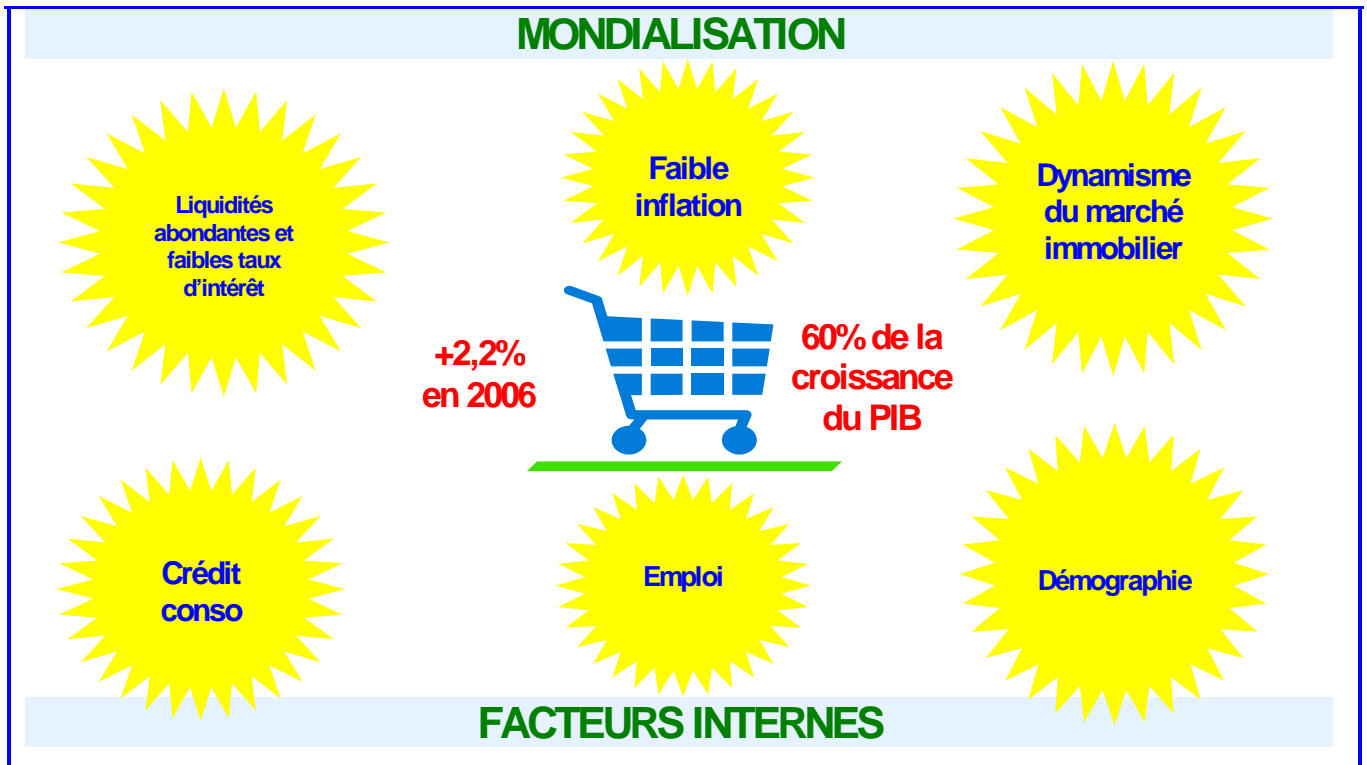 MONDIALISATION
Liquidités
abondantes et
faibles taux
d'intérêt
Faible
inflation
Dynamisme
du marché
immobilier
+2,2%
en 2006
60% de la
croissance
du PIB
Crédit
conso
Emploi
Démographie
FACTEURS INTERNES